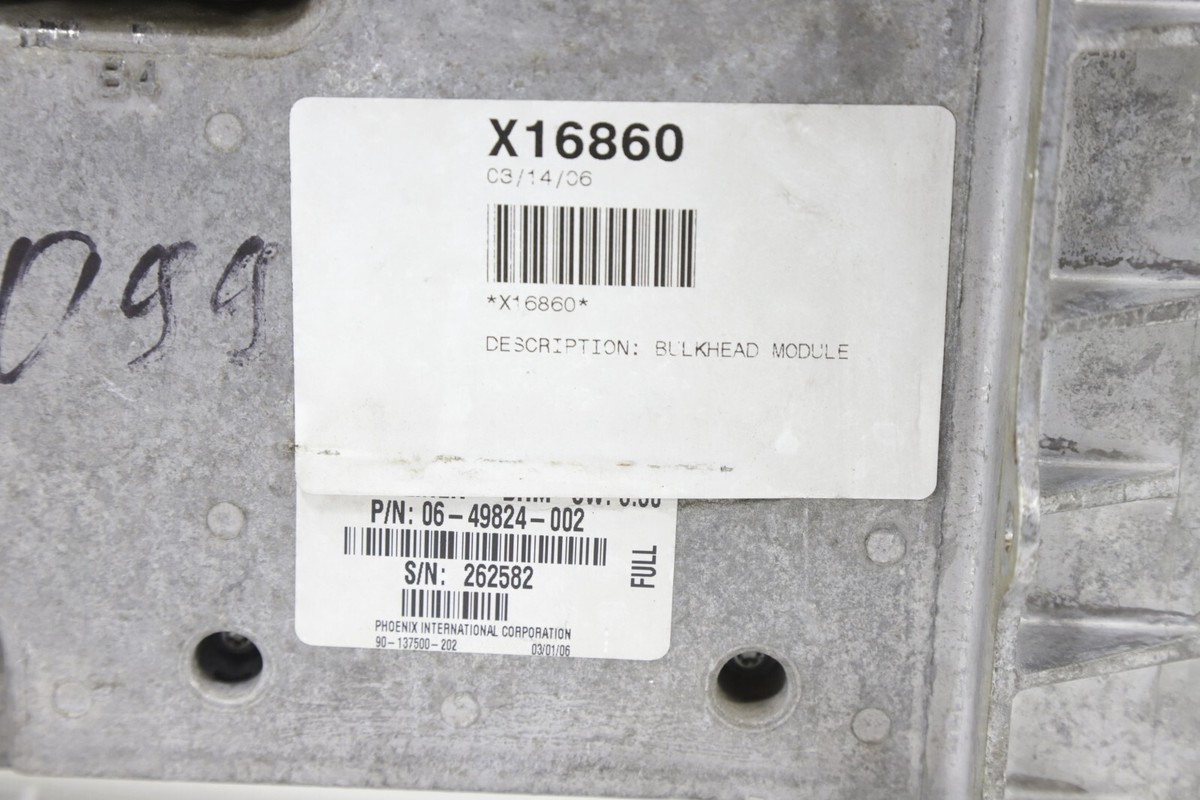 84
099
X16860
03/14/06
*X16860*
DESCRIPTION: BULKHEAD MODULE
P/N: 06-49824-002
S/N: 262582
FULL
PHOENIX INTERNATIONAL CORPORATION
90-137500-202 03/01/06